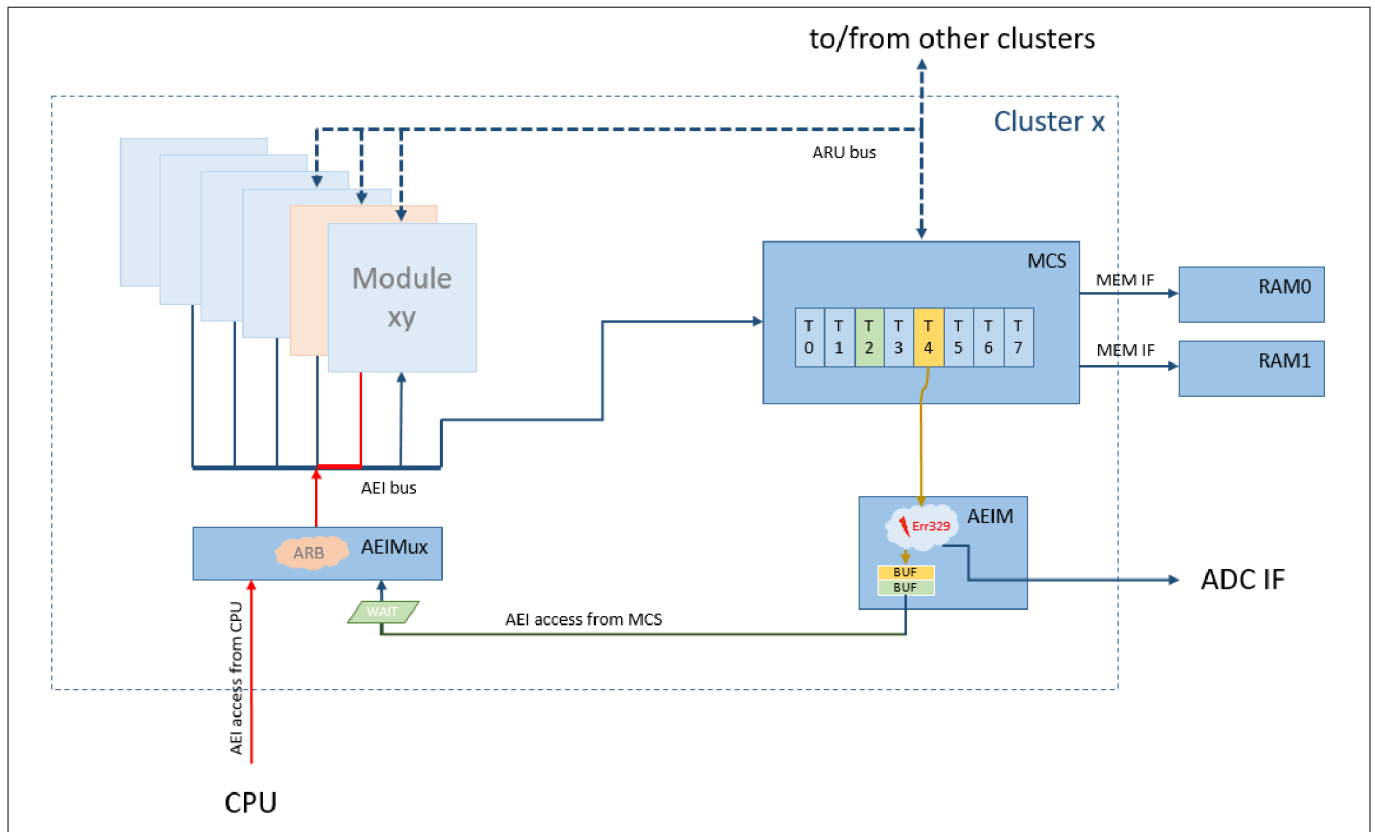 to/from other clusters
Cluster x
ARU bus
Module
xy
MCS
T T T T T T T T
0 1 2 3 4 5 6 7
MEM IF
RAM0
MEM IF
RAM1
AEI bus
AEIMux
ARB
AEIM
Err329
BUF
BUF
ADC IF
WAIT
AEI access from MCS
AEI access from CPU
CPU